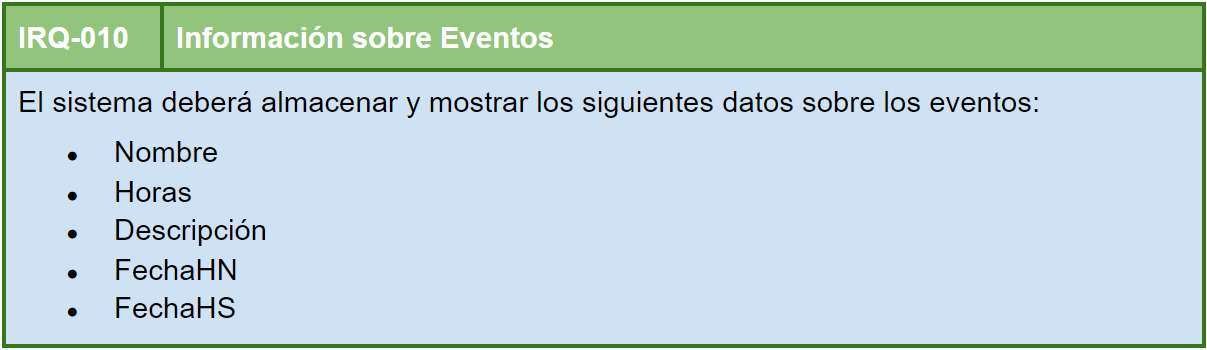 IRQ-010 Información sobre Eventos
El sistema deberá almacenar y mostrar los siguientes datos sobre los eventos:
● Nombre
● Horas
● Descripción
● FechaHN
● FechaHS